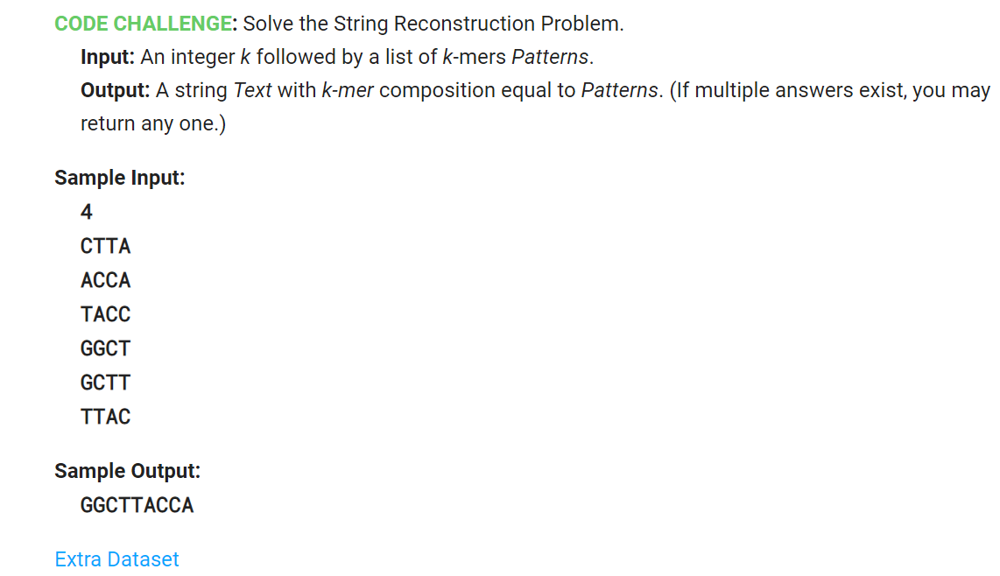 CODE CHALLENGE: Solve the String Reconstruction Problem.
Input: An integer k followed by a list of k-mers Patterns.
Output: A string Text with k-mer composition equal to Patterns. (If multiple answers exist, you may
return any one.)
Sample Input:
4
CTTA
ACCA
TACC
GGCT
GCTT
TTAC
Sample Output:
GGCTTACCA
Extra Dataset